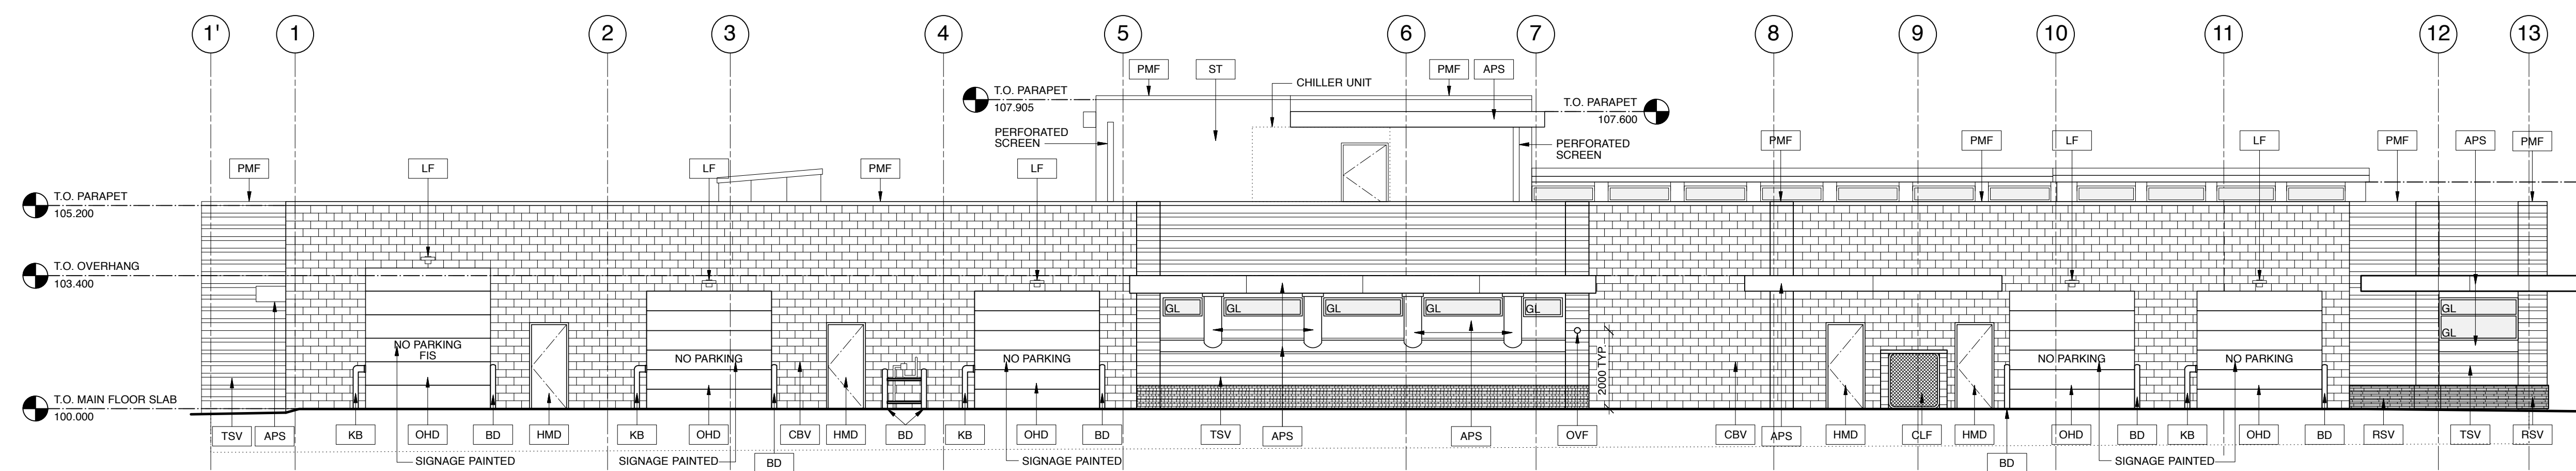 1' 1 2 3 4 5 6 7 8 9 10 11 12 13
PMF ST PMF APS
CHILLER UNIT
T.O. PARAPET
107.905
T.O. PARAPET
107.600
PERFORATED
SCREEN
PERFORATED
SCREEN
PMF LF LF PMF LF PMF PMF LF LF PMF APS PMF
T.O. PARAPET
105.200
T.O. OVERHANG
103.400
GL GL GL GL GL GL
GL
NO PARKING
FIS
NO PARKING
NO PARKING
NO PARKING
NO PARKING
2000 TYP.
T.O. MAIN FLOOR SLAB
100.000
TSV APS KB OHD BD HMD KB OHD CBV HMD BD KB OHD BD TSV APS APS OVF CBV APS HMD CLF HMD OHD BD KB OHD BD RSV TSV RSV
SIGNAGE PAINTED SIGNAGE PAINTED BD SIGNAGE PAINTED BD SIGNAGE PAINTED